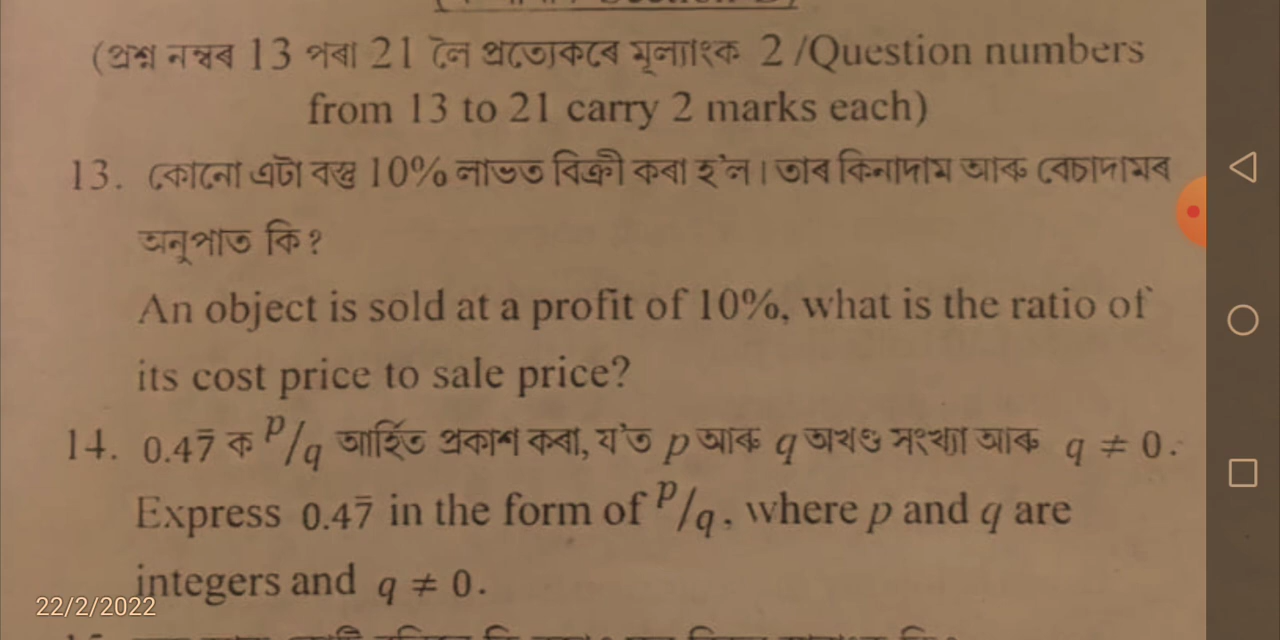 (প্ৰশ্ন নম্বৰ 13 পৰা 21 লৈ প্ৰত্যেকৰে মূল্যাংক 2 /Question numbers
from 13 to 21 carry 2 marks each)
13. কোনো এটা বস্তু 10% লাভত বিক্ৰী কৰা হ'ল। তাৰ কিনাদাম আৰু বেচাদামৰ
অনুপাত কি?
An object is sold at a profit of 10%, what is the ratio of
its cost price to sale price?
14. 0.47̄ ক p/q আৰ্হিত প্ৰকাশ কৰা, য'ত p আৰু q অখণ্ড সংখ্যা আৰু q ≠ 0.
Express 0.47̄ in the form of p/q, where p and q are
integers and q ≠ 0.
22/2/2022